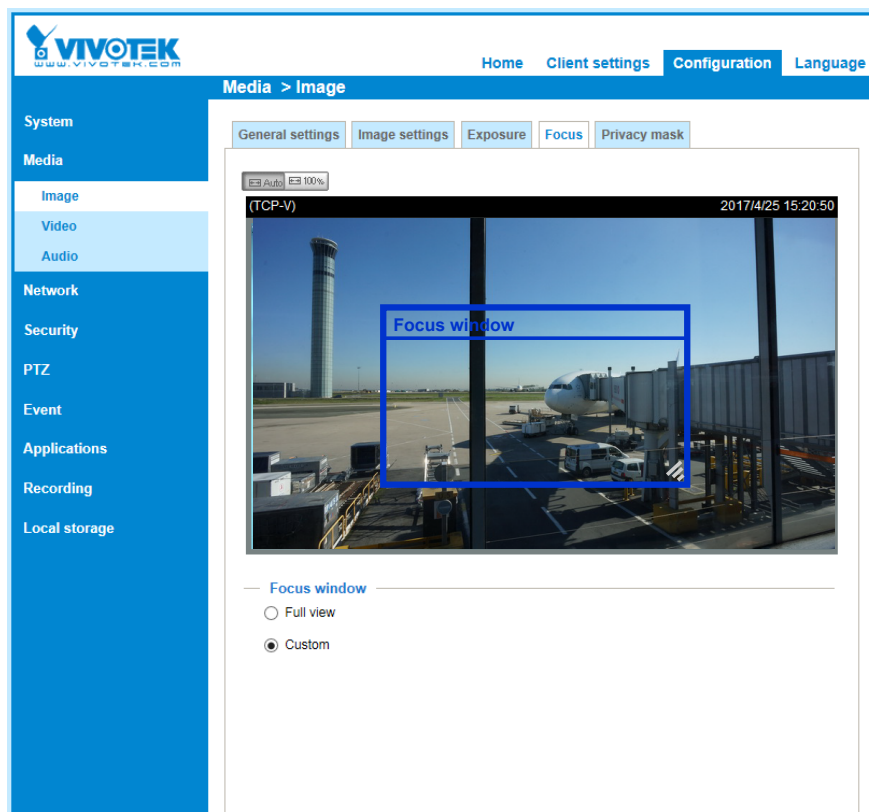 VIVOTEK
www.vivotek.com
Home Client settings Configuration Language
Media > Image
System
Media
Image
Video
Audio
Network
Security
PTZ
Event
Applications
Recording
Local storage
General settings Image settings Exposure Focus Privacy mask
Auto 100%
(TCP-V) 2017/4/25 15:20:50
Focus window
Focus window
Full view
Custom